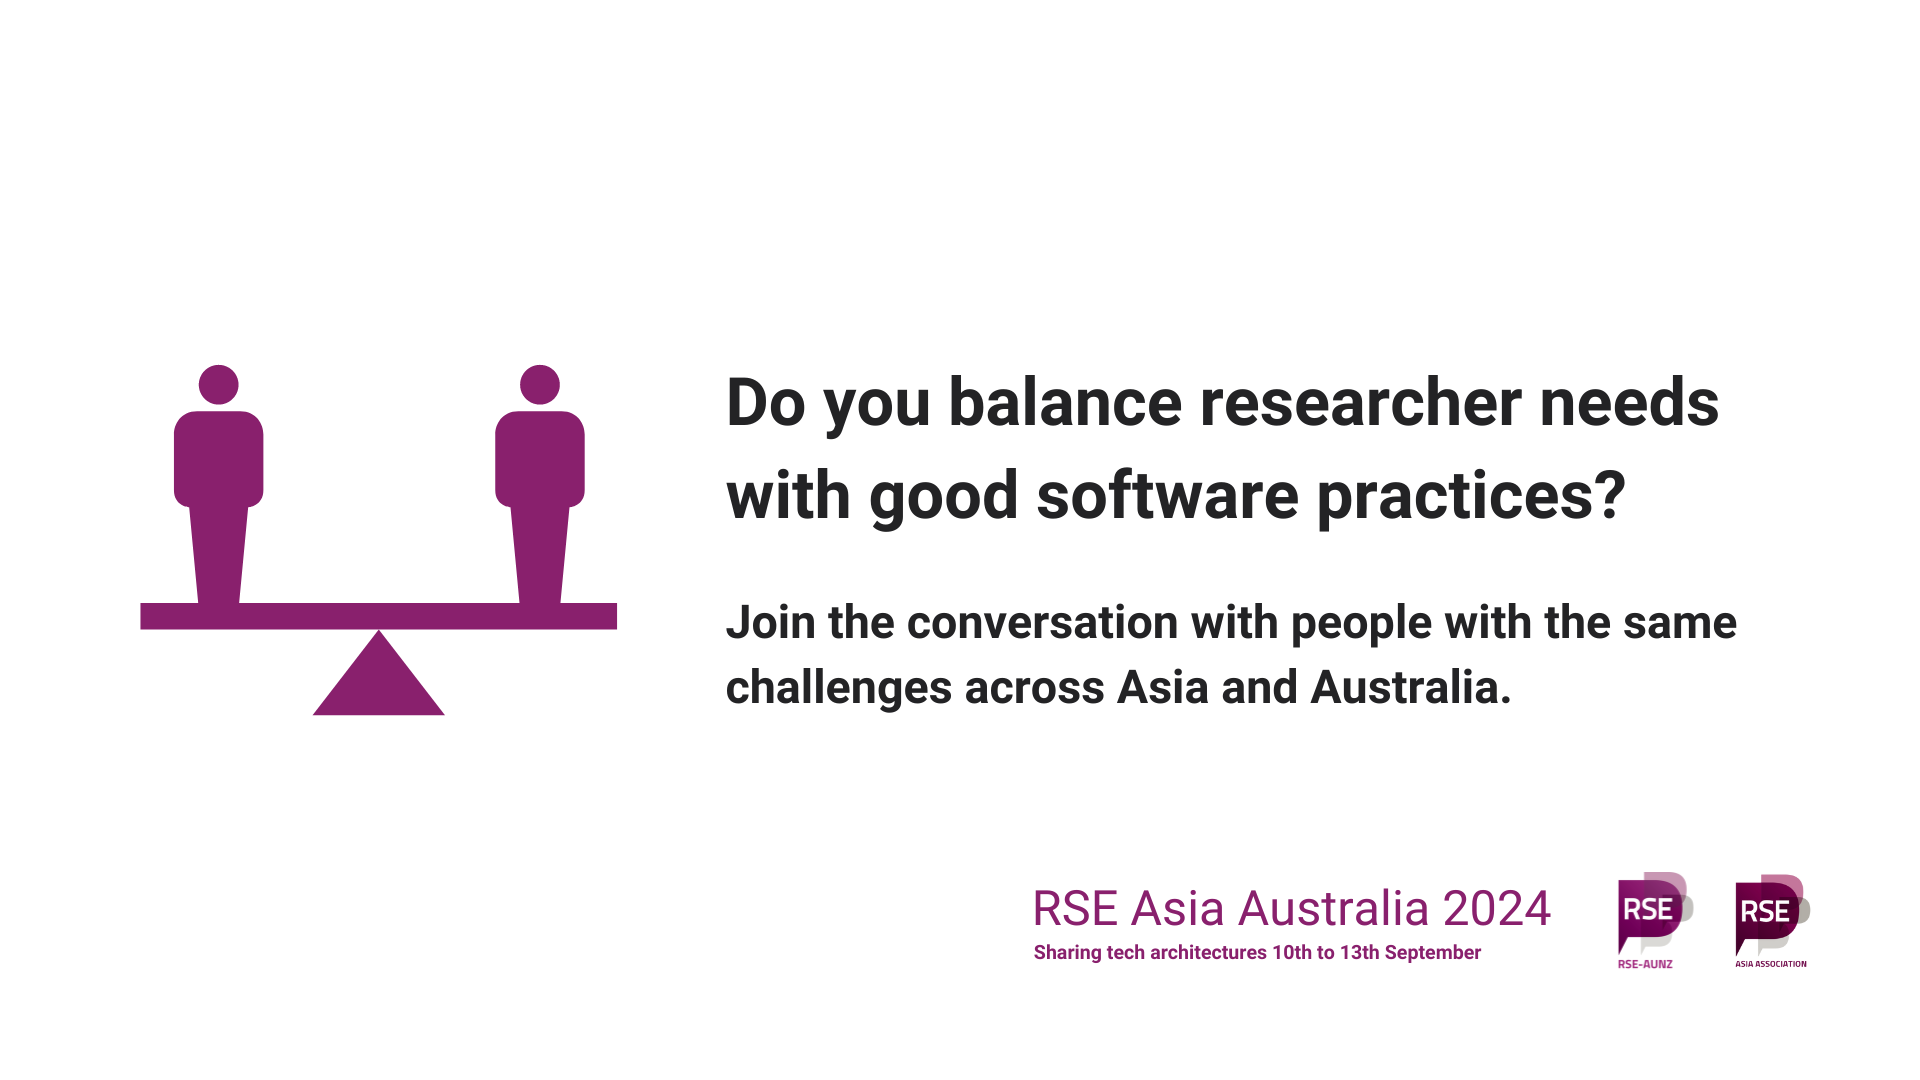 Do you balance researcher needs
with good software practices?
Join the conversation with people with the same
challenges across Asia and Australia.
RSE Asia Australia 2024
Sharing tech architectures 10th to 13th September
RSE
RSE-AUNZ
RSE
ASIA ASSOCIATION